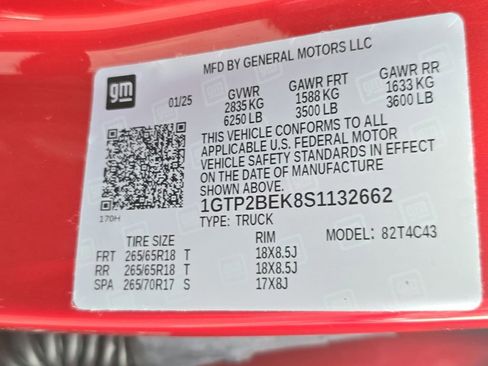 MFD BY GENERAL MOTORS LLC
gm
01/25
GVWR GAWR FRT GAWR RR
2835 KG 1588 KG 1633 KG
6250 LB 3500 LB 3600 LB
THIS VEHICLE CONFORMS TO ALL
APPLICABLE U.S. FEDERAL MOTOR
VEHICLE SAFETY STANDARDS IN EFFECT
ON THE DATE OF MANUFACTURE
SHOWN ABOVE.
170H
1GTP2BEK8S1132662
TYPE: TRUCK
TIRE SIZE RIM MODEL: 82T4C43
FRT 265/65R18 T 18X8.5J
RR 265/65R18 T 18X8.5J
SPA 265/70R17 S 17X8J